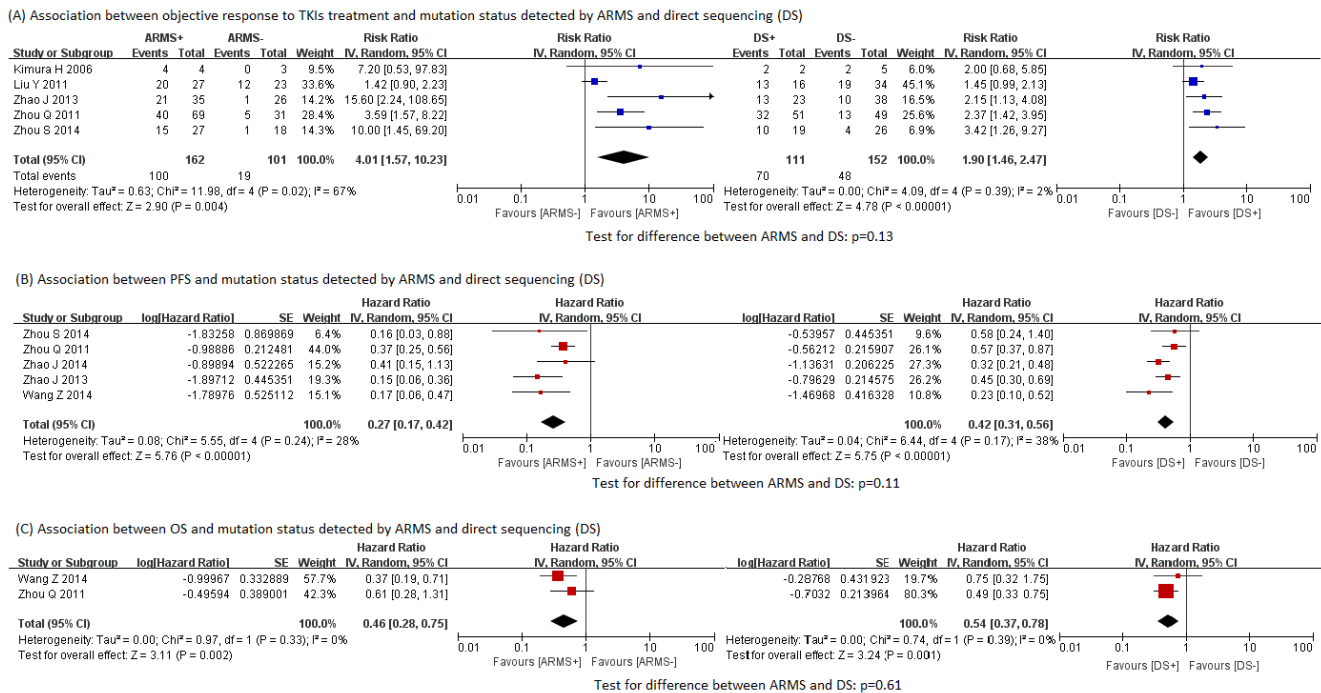 (A) Association between objective response to TKIs treatment and mutation status detected by ARMS and direct sequencing (DS)
ARMS+ ARMS- Risk Ratio Risk Ratio DS+ DS- Risk Ratio Risk Ratio
Study or Subgroup Events Total Events Total Weight IV, Random, 95% CI IV, Random, 95% CI Events Total Events Total Weight IV, Random, 95% CI IV, Random, 95% CI
Kimura H 2006 4 4 0 3 9.5% 7.20 [0.53, 97.83] 2 2 2 5 6.0% 2.00 [0.68, 5.85]
Liu Y 2011 20 27 12 23 33.6% 1.42 [0.90, 2.23] 13 16 19 34 45.1% 1.45 [0.99, 2.13]
Zhao J 2013 21 35 1 26 14.2% 15.60 [2.24, 108.65] 13 23 10 38 16.5% 2.15 [1.13, 4.08]
Zhou Q 2011 40 69 5 31 28.4% 3.59 [1.57, 8.22] 32 51 13 49 25.6% 2.37 [1.42, 3.95]
Zhou S 2014 15 27 1 18 14.3% 10.00 [1.45, 69.20] 10 19 4 26 6.9% 3.42 [1.26, 9.27]
Total (95% CI) 162 101 100.0% 4.01 [1.57, 10.23] 111 152 100.0% 1.90 [1.46, 2.47]
Total events 100 19 70 48
Heterogeneity: Tau² = 0.63; Chi² = 11.98, df = 4 (P = 0.02); I² = 67% Heterogeneity: Tau² = 0.00; Chi² = 4.09, df = 4 (P = 0.39); I² = 2%
Test for overall effect: Z = 2.90 (P = 0.004) Test for overall effect: Z = 4.78 (P < 0.00001)
0.01 0.1 1 10 100 0.01 0.1 1 10 100
Favours [ARMS-] Favours [ARMS+] Favours [DS-] Favours [DS+]
Test for difference between ARMS and DS: p=0.13
(B) Association between PFS and mutation status detected by ARMS and direct sequencing (DS)
Hazard Ratio Hazard Ratio Hazard Ratio Hazard Ratio
Study or Subgroup log[Hazard Ratio] SE Weight IV, Random, 95% CI IV, Random, 95% CI log[Hazard Ratio] SE Weight IV, Random, 95% CI IV, Random, 95% CI
Zhou S 2014 -1.83258 0.869869 6.4% 0.16 [0.03, 0.88] -0.53957 0.445351 9.6% 0.58 [0.24, 1.40]
Zhou Q 2011 -0.98886 0.212481 44.0% 0.37 [0.25, 0.56] -0.56212 0.215907 26.1% 0.57 [0.37, 0.87]
Zhao J 2014 -0.89894 0.522265 15.2% 0.41 [0.15, 1.13] -1.13631 0.206225 27.3% 0.32 [0.21, 0.48]
Zhao J 2013 -1.89712 0.445351 19.3% 0.15 [0.06, 0.36] -0.79629 0.214575 26.2% 0.45 [0.30, 0.69]
Wang Z 2014 -1.78976 0.525112 15.1% 0.17 [0.06, 0.47] -1.46968 0.416328 10.8% 0.23 [0.10, 0.52]
Total (95% CI) 100.0% 0.27 [0.17, 0.42] 100.0% 0.42 [0.31, 0.56]
Heterogeneity: Tau² = 0.08; Chi² = 5.55, df = 4 (P = 0.24); I² = 28% Heterogeneity: Tau² = 0.04; Chi² = 6.44, df = 4 (P = 0.17); I² = 38%
Test for overall effect: Z = 5.76 (P < 0.00001) Test for overall effect: Z = 5.75 (P < 0.00001)
0.01 0.1 1 10 100 0.01 0.1 1 10 100
Favours [ARMS+] Favours [ARMS-] Favours [DS+] Favours [DS-]
Test for difference between ARMS and DS: p=0.11
(C) Association between OS and mutation status detected by ARMS and direct sequencing (DS)
Hazard Ratio Hazard Ratio Hazard Ratio Hazard Ratio
Study or Subgroup log[Hazard Ratio] SE Weight IV, Random, 95% CI IV, Random, 95% CI log[Hazard Ratio] SE Weight IV, Random, 95% CI IV, Random, 95% CI
Wang Z 2014 -0.99967 0.332889 57.7% 0.37 [0.19, 0.71] -0.28768 0.431923 19.7% 0.75 [0.32 1.75]
Zhou Q 2011 -0.49594 0.389001 42.3% 0.61 [0.28, 1.31] -0.7032 0.213964 80.3% 0.49 [0.33 0.75]
Total (95% CI) 100.0% 0.46 [0.28, 0.75] 100.0% 0.54 [0.37, 0.78]
Heterogeneity: Tau² = 0.00; Chi² = 0.97, df = 1 (P = 0.33); I² = 0% Heterogeneity: Tau² = 0.00; Chi² = 0.74, df = 1 (P = 0.39); I² = 0%
Test for overall effect: Z = 3.11 (P = 0.002) Test for overall effect: Z = 3.24 (P = 0.001)
0.01 0.1 1 10 100 0.01 0.1 1 10 100
Favours [ARMS+] Favours [ARMS-] Favours [DS+] Favours [DS-]
Test for difference between ARMS and DS: p=0.61